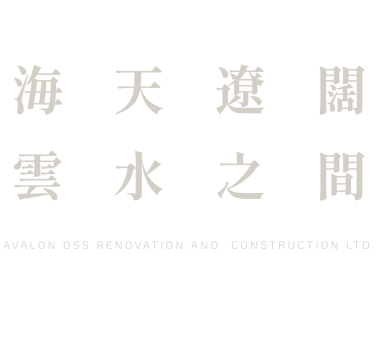 海天遼闊
雲水之間
AVALON OSS RENOVATION AND CONSTRUCTION LTD.